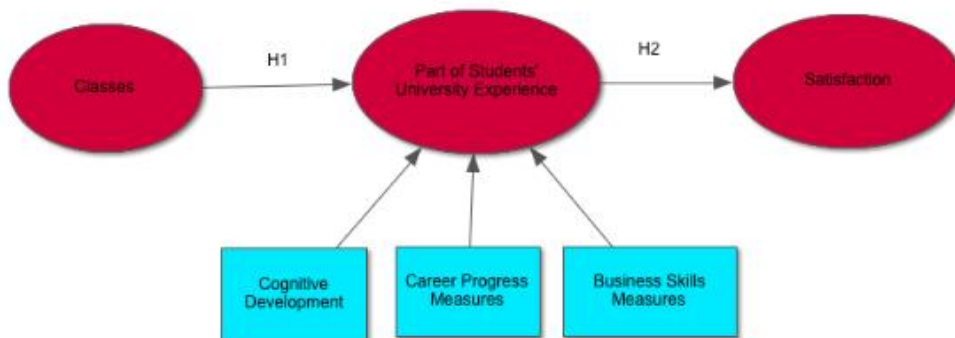 H1
H2
Classes
Part of Students'
University Experience
Satisfaction
Cognitive
Development
Career Progress
Measures
Business Skills
Measures